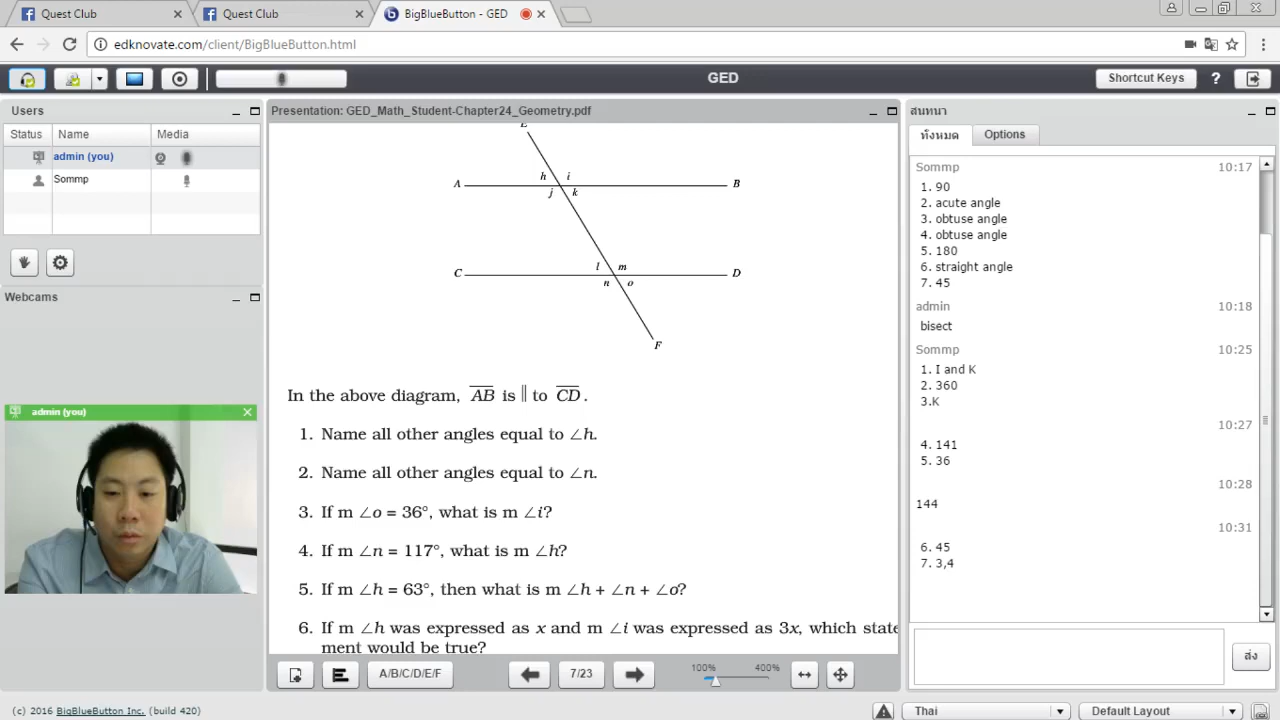 Quest Club
Quest Club
BigBlueButton - GED
edknovate.com/client/BigBlueButton.html
GED
Shortcut Keys
?
Users
Status Name Media
admin (you)
Sommp
Webcams
admin (you)
Presentation: GED_Math_Student-Chapter24_Geometry.pdf
E
h i
A B
j k
l m
C D
n o
F
In the above diagram, AB is || to CD.
1. Name all other angles equal to ∠h.
2. Name all other angles equal to ∠n.
3. If m ∠o = 36°, what is m ∠i?
4. If m ∠n = 117°, what is m ∠h?
5. If m ∠h = 63°, then what is m ∠h + ∠n + ∠o?
6. If m ∠h was expressed as x and m ∠i was expressed as 3x, which state
ment would be true?
A/B/C/D/E/F
7/23
100% 400%
สนทนา
ทั้งหมด Options
Sommp 10:17
1. 90
2. acute angle
3. obtuse angle
4. obtuse angle
5. 180
6. straight angle
7. 45
admin 10:18
bisect
Sommp 10:25
1. I and K
2. 360
3.K
10:27
4. 141
5. 36
10:28
144
10:31
6. 45
7. 3,4
ส่ง
(c) 2016 BigBlueButton Inc. (build 420)
Thai
Default Layout